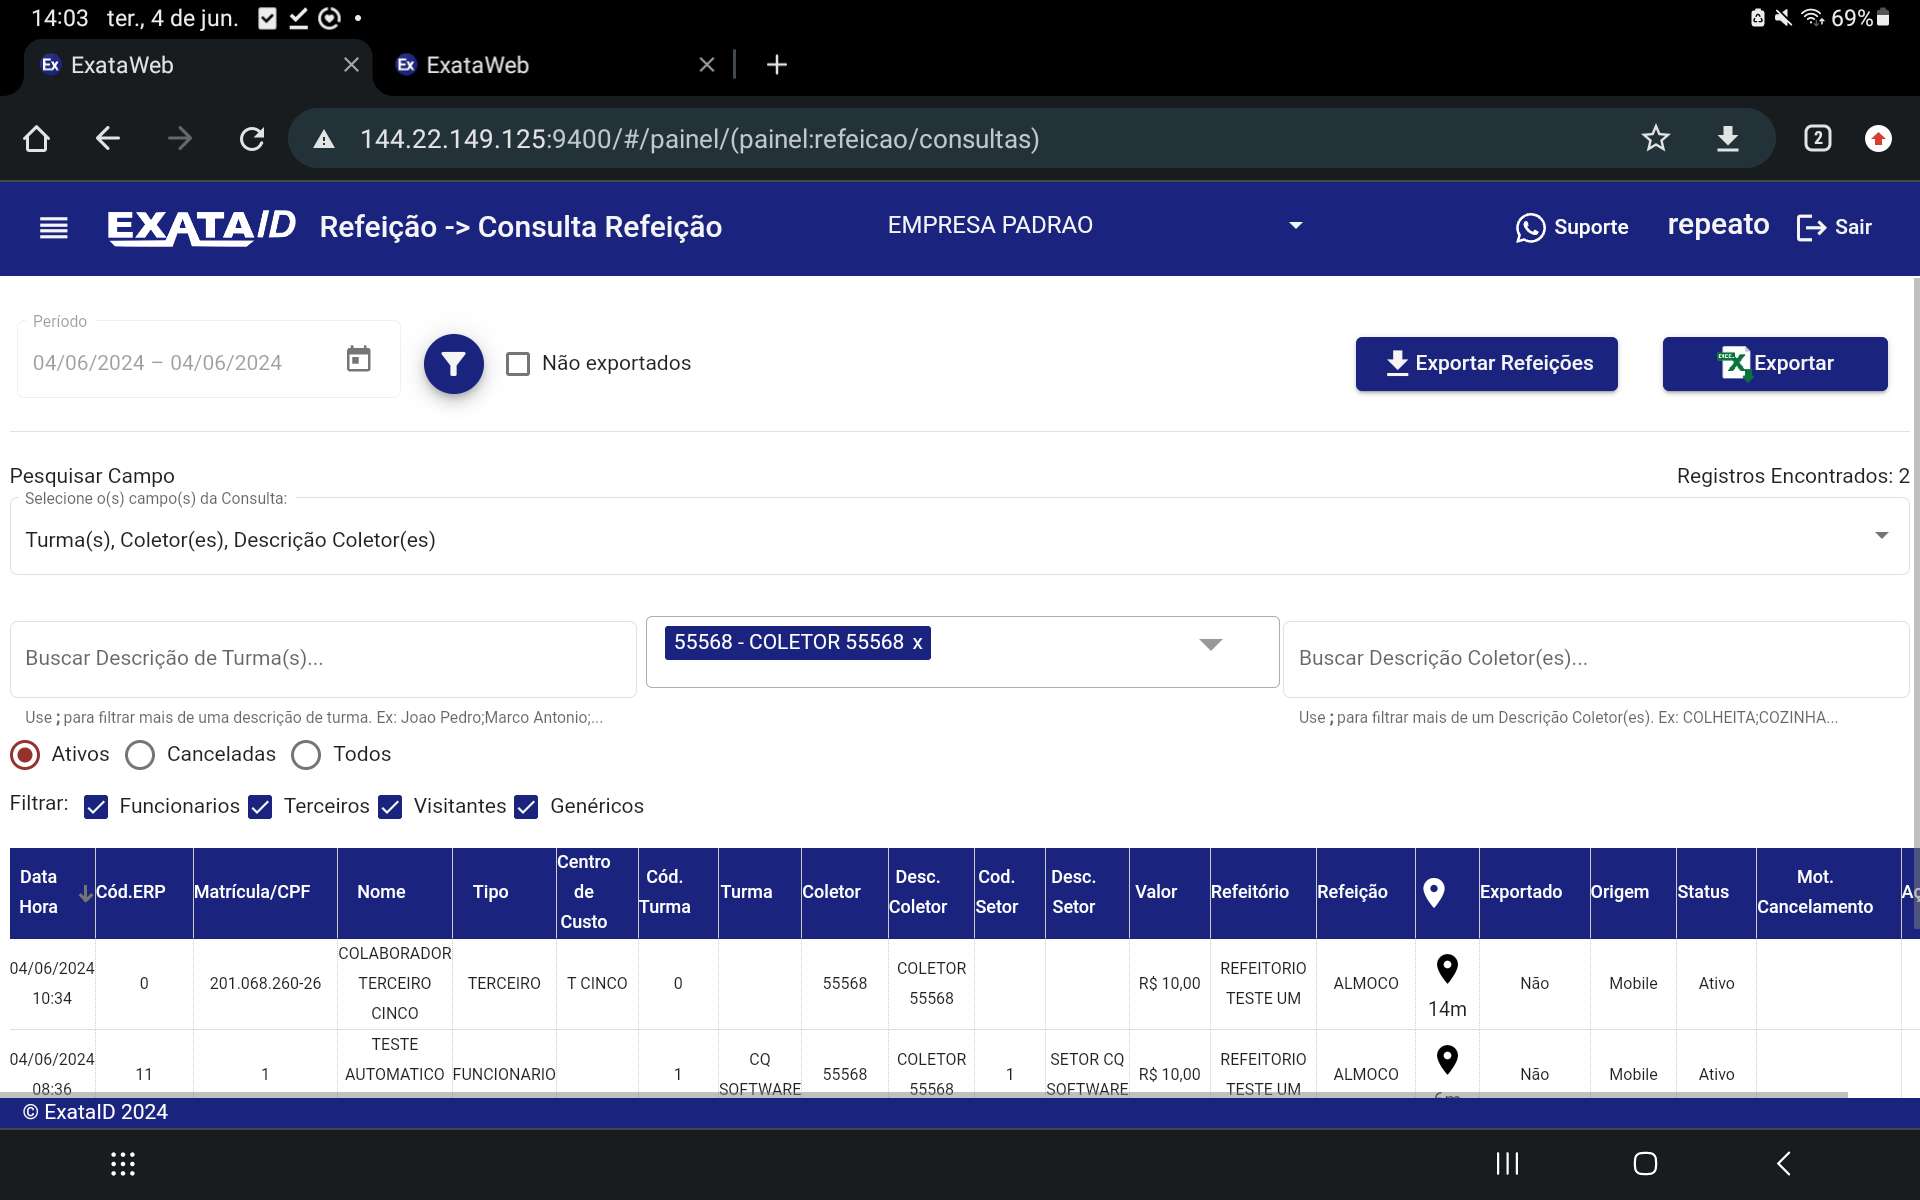 14:03 ter., 4 de jun.
69%
Ex ExataWeb
Ex ExataWeb
144.22.149.125:9400/#/painel/(painel:refeicao/consultas)
2
EXATAID Refeição -> Consulta Refeição
EMPRESA PADRAO
Suporte
repeato
Sair
Período
04/06/2024 – 04/06/2024
Não exportados
Exportar Refeições
Exportar
Pesquisar Campo
Registros Encontrados: 2
Selecione o(s) campo(s) da Consulta:
Turma(s), Coletor(es), Descrição Coletor(es)
Buscar Descrição de Turma(s)...
55568 - COLETOR 55568 x
Buscar Descrição Coletor(es)...
Use ; para filtrar mais de uma descrição de turma. Ex: Joao Pedro;Marco Antonio;...
Use ; para filtrar mais de um Descrição Coletor(es). Ex: COLHEITA;COZINHA...
Ativos Canceladas Todos
Filtrar: Funcionarios Terceiros Visitantes Genéricos
Data Hora
Cód.ERP
Matrícula/CPF
Nome
Tipo
Centro de Custo
Cód. Turma
Turma
Coletor
Desc. Coletor
Cod. Setor
Desc. Setor
Valor
Refeitório
Refeição
Exportado
Origem
Status
Mot. Cancelamento
04/06/2024 10:34
0
201.068.260-26
COLABORADOR TERCEIRO CINCO
TERCEIRO
T CINCO
0
55568
COLETOR 55568
R$ 10,00
REFEITORIO TESTE UM
ALMOCO
14m
Não
Mobile
Ativo
04/06/2024 08:36
11
1
TESTE AUTOMATICO
FUNCIONARIO
1
CQ SOFTWARE
55568
COLETOR 55568
1
SETOR CQ SOFTWARE
R$ 10,00
REFEITORIO TESTE UM
ALMOCO
Não
Mobile
Ativo
© ExataID 2024